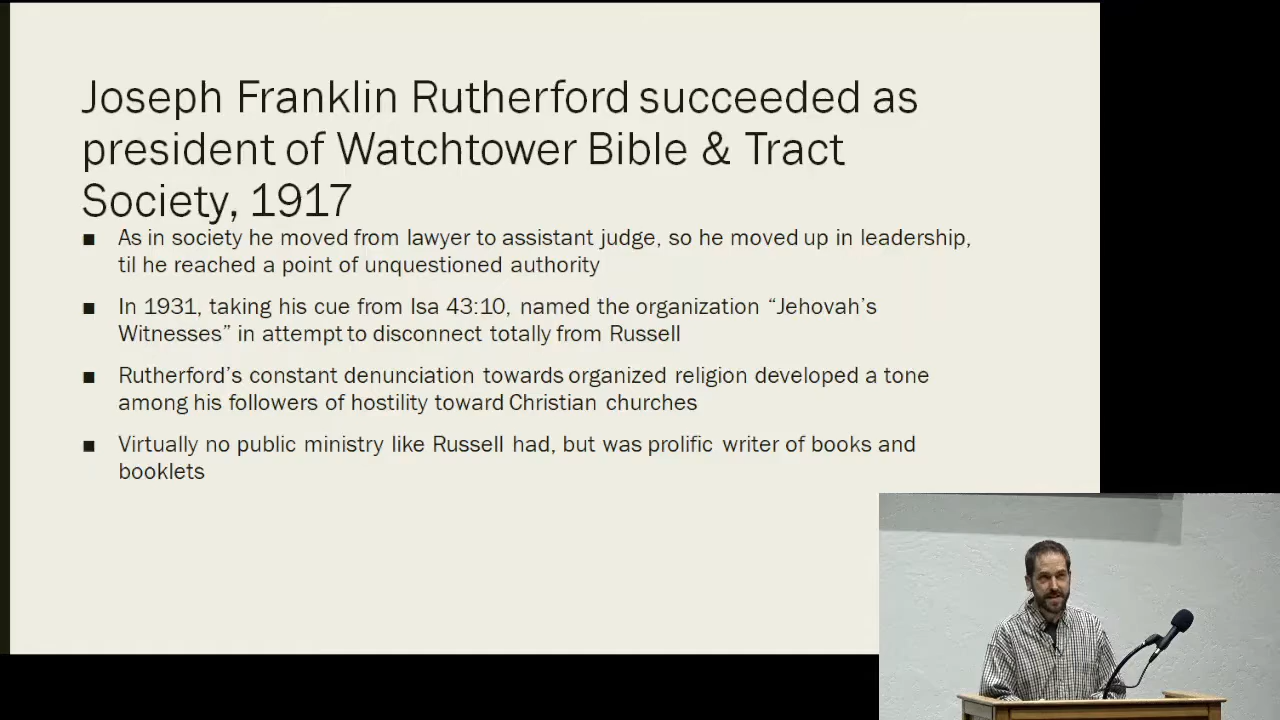 Joseph Franklin Rutherford succeeded as
president of Watchtower Bible & Tract
Society, 1917
■ As in society he moved from lawyer to assistant judge, so he moved up in leadership,
til he reached a point of unquestioned authority
■ In 1931, taking his cue from Isa 43:10, named the organization “Jehovah’s
Witnesses” in attempt to disconnect totally from Russell
■ Rutherford’s constant denunciation towards organized religion developed a tone
among his followers of hostility toward Christian churches
■ Virtually no public ministry like Russell had, but was prolific writer of books and
booklets